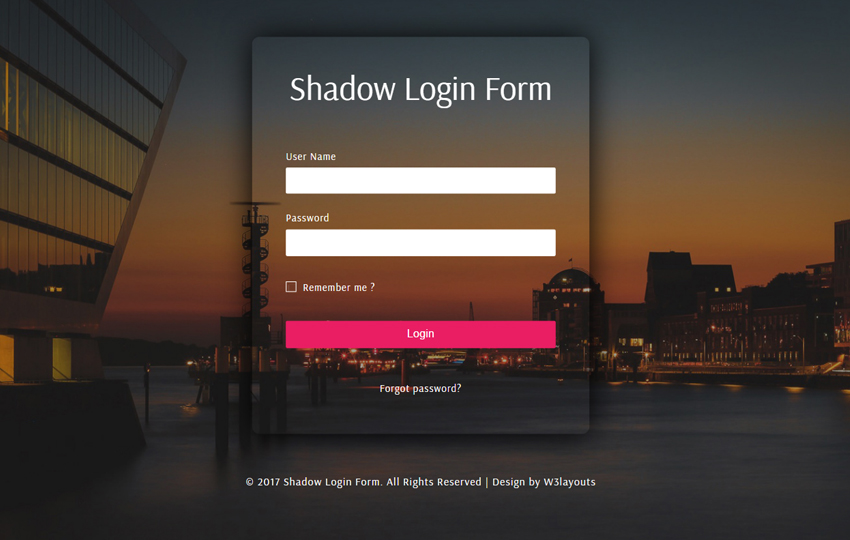 Shadow Login Form
User Name
Password
Remember me ?
Login
Forgot password?
© 2017 Shadow Login Form. All Rights Reserved | Design by W3layouts